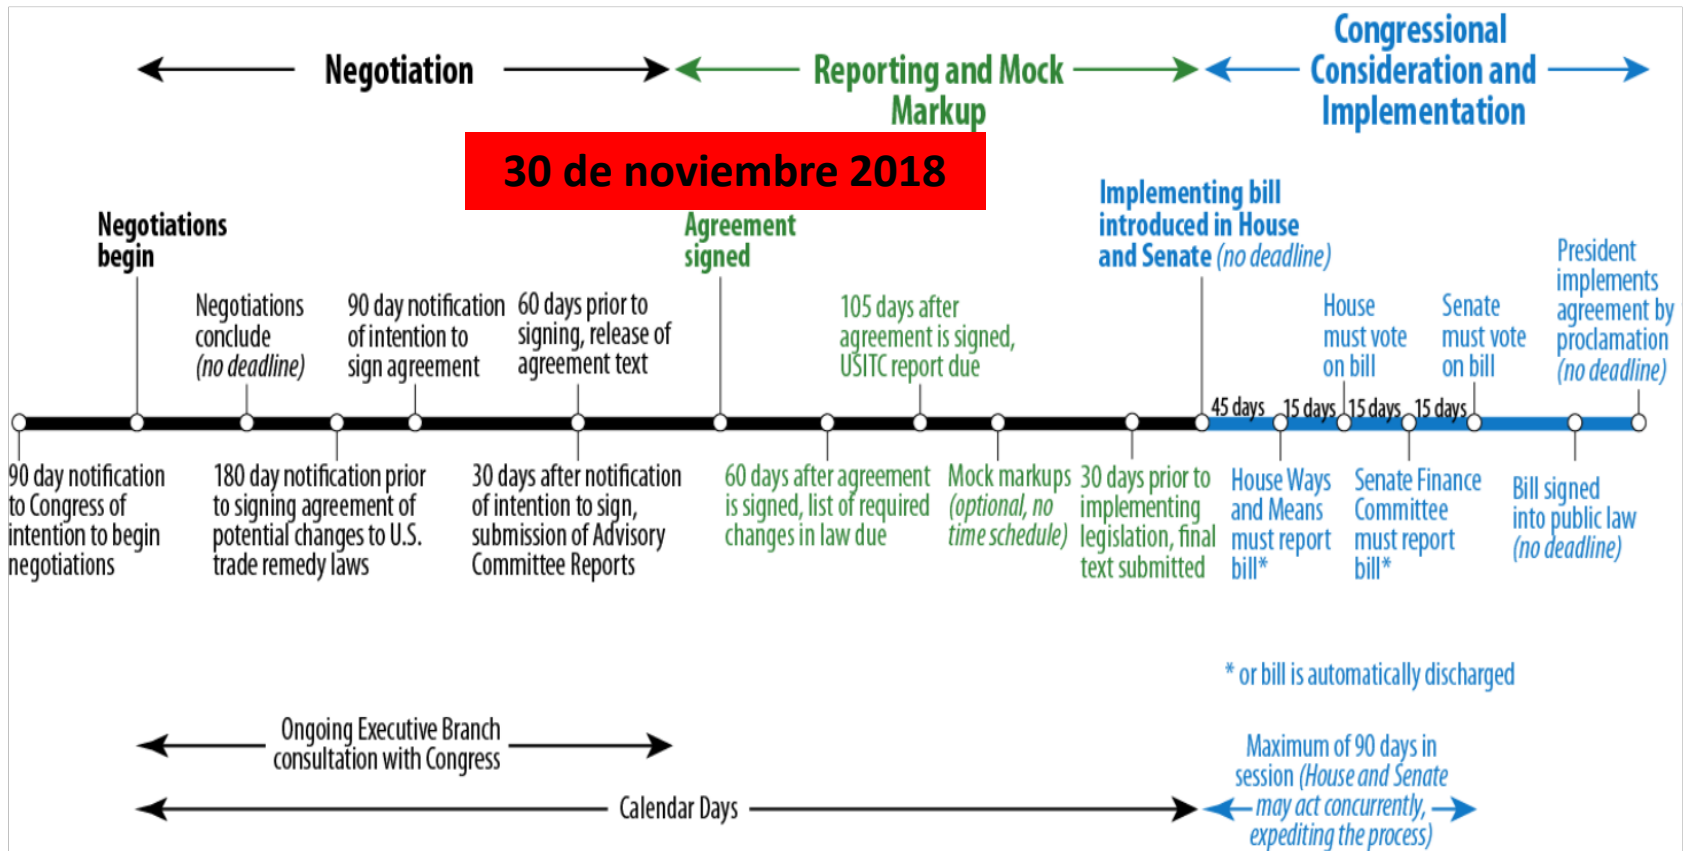 Negotiation
Reporting and Mock
Markup
Congressional
Consideration and
Implementation
30 de noviembre 2018
Negotiations
begin
Agreement
signed
Implementing bill
introduced in House
and Senate (no deadline)
Negotiations
conclude
(no deadline)
90 day notification
of intention to
sign agreement
60 days prior to
signing, release of
agreement text
105 days after
agreement is signed,
USITC report due
House
must vote
on bill
Senate
must vote
on bill
President
implements
agreement by
proclamation
(no deadline)
45 days
15 days
15 days
15 days
90 day notification
to Congress of
intention to begin
negotiations
180 day notification prior
to signing agreement of
potential changes to U.S.
trade remedy laws
30 days after notification
of intention to sign,
submission of Advisory
Committee Reports
60 days after agreement
is signed, list of required
changes in law due
Mock markups
(optional, no
time schedule)
30 days prior to
implementing
legislation, final
text submitted
House Ways
and Means
must report
bill*
Senate Finance
Committee
must report
bill*
Bill signed
into public law
(no deadline)
* or bill is automatically discharged
Ongoing Executive Branch
consultation with Congress
Calendar Days
Maximum of 90 days in
session (House and Senate
may act concurrently,
expediting the process)